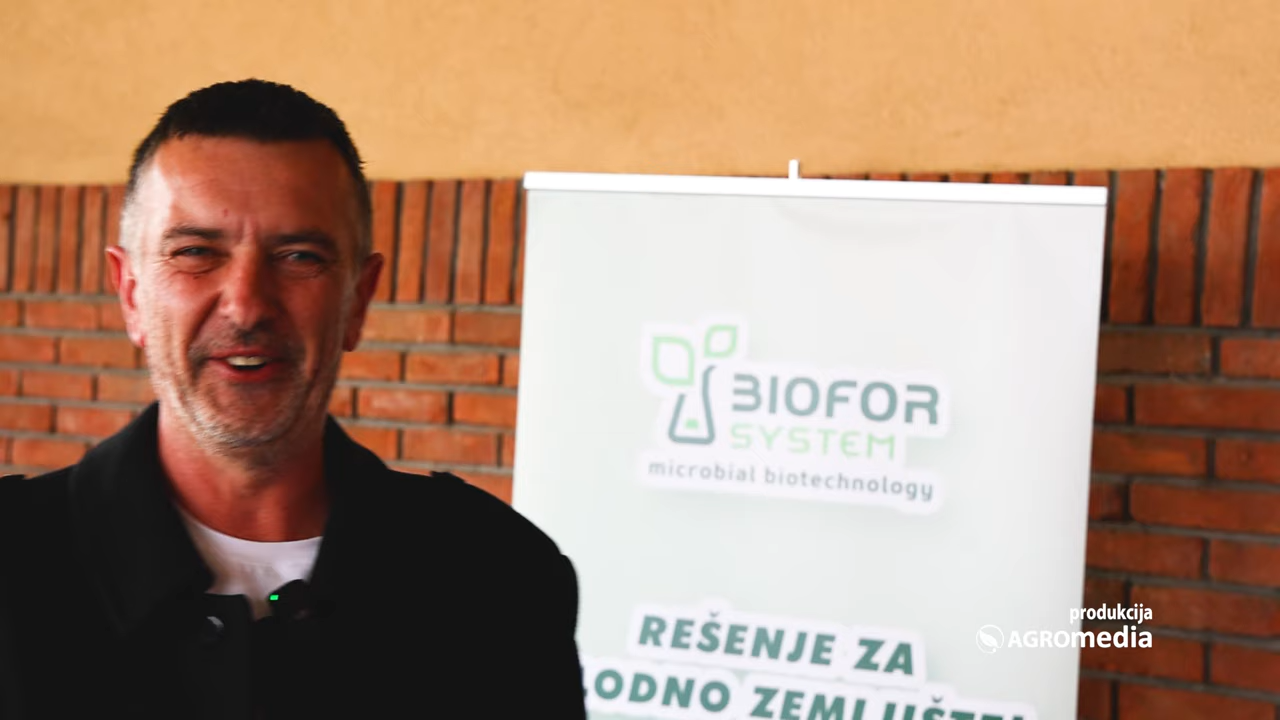 BIOFOR
SYSTEM
microbial biotechnology
REŠENJE ZA
produkcija
AGROmedia